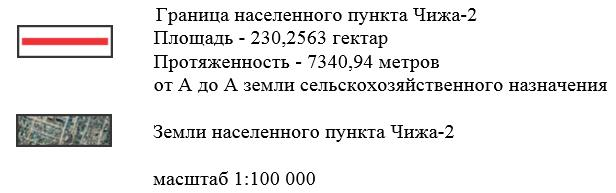 Граница населенного пункта Чижа-2
Площадь - 230,2563 гектар
Протяженность - 7340,94 метров
от А до А земли сельскохозяйственного назначения
Земли населенного пункта Чижа-2
масштаб 1:100 000